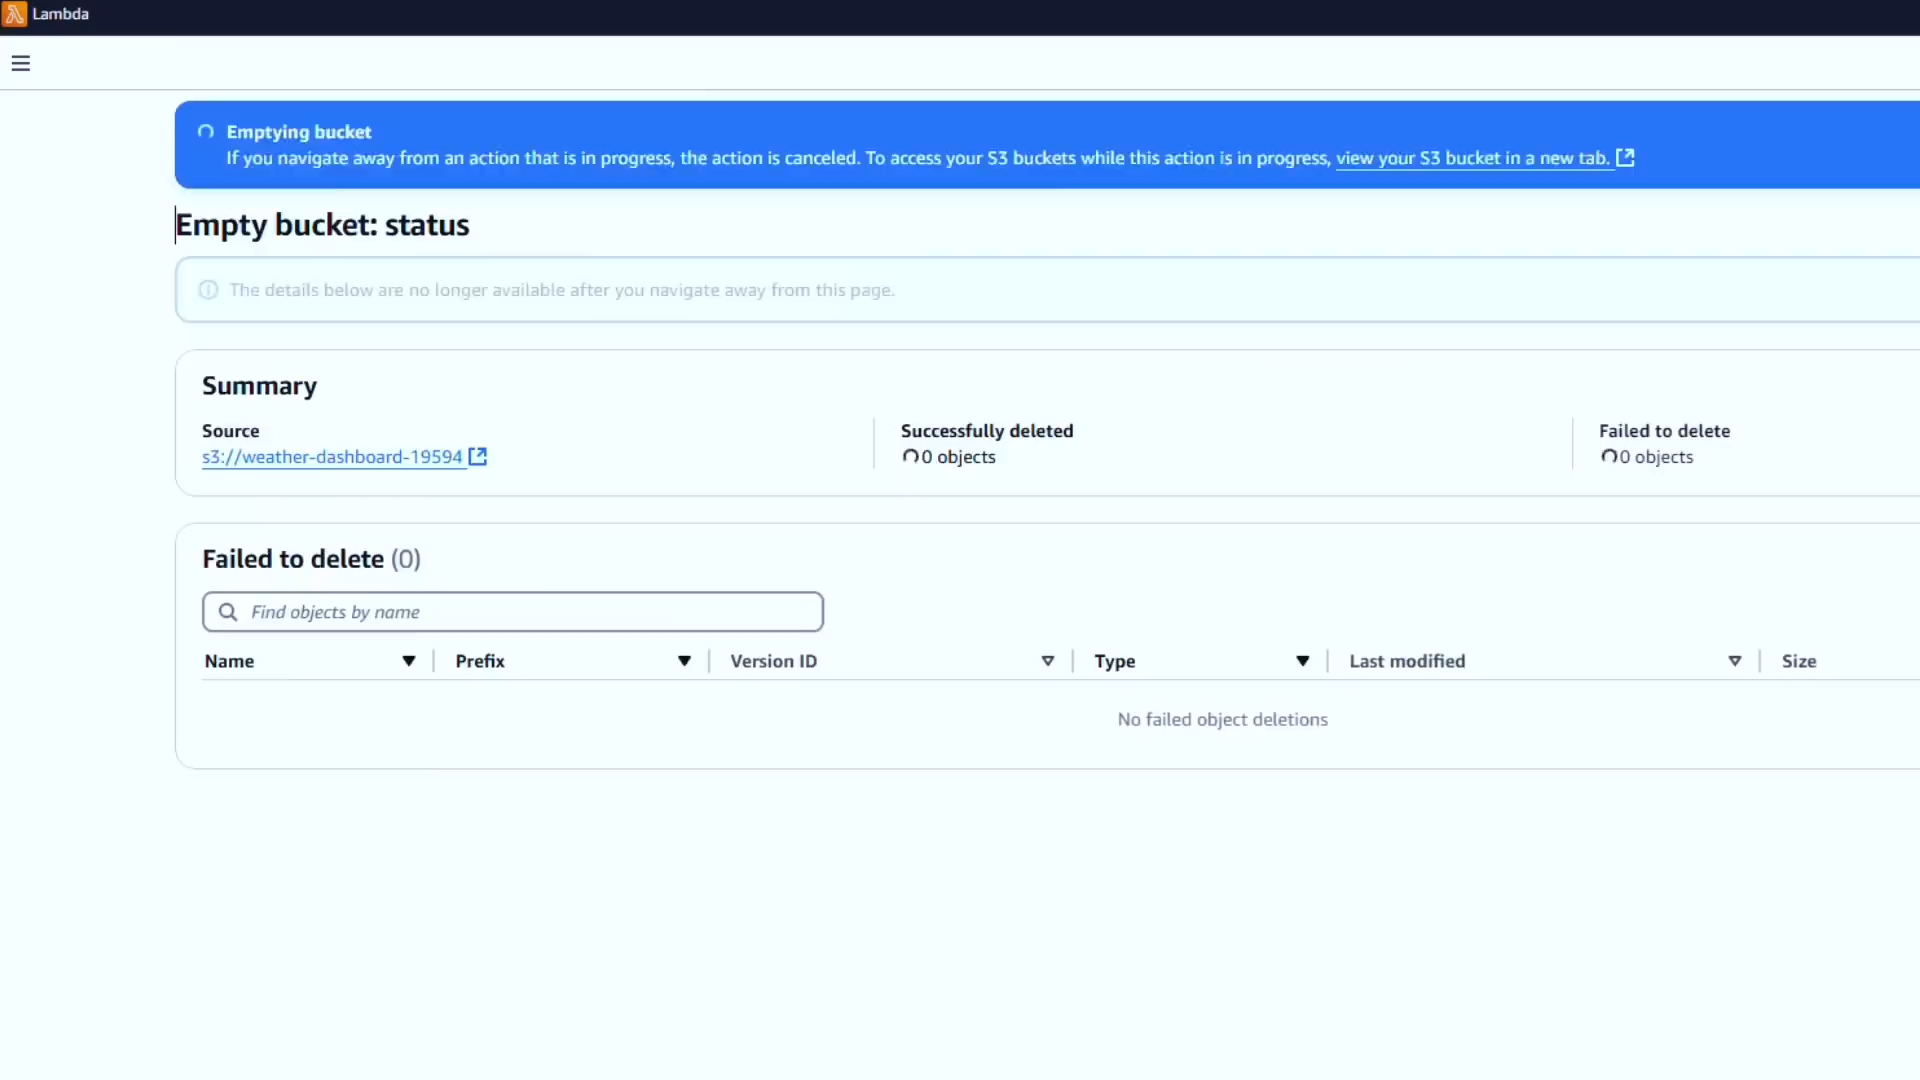 Lambda
Emptying bucket
If you navigate away from an action that is in progress, the action is canceled. To access your S3 buckets while this action is in progress, view your S3 bucket in a new tab.
Empty bucket: status
The details below are no longer available after you navigate away from this page.
Summary
Source
s3://weather-dashboard-19594
Successfully deleted
0 objects
Failed to delete
0 objects
Failed to delete (0)
Find objects by name
Name Prefix Version ID Type Last modified Size
No failed object deletions